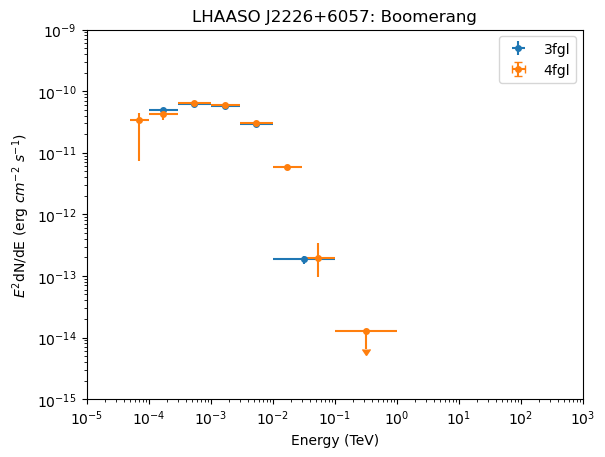 LHAASO J2226+6057: Boomerang
3fgl
4fgl
E²dN/dE (erg cm⁻² s⁻¹)
10⁻⁹
10⁻¹⁰
10⁻¹¹
10⁻¹²
10⁻¹³
10⁻¹⁴
10⁻¹⁵
10⁻⁵ 10⁻⁴ 10⁻³ 10⁻² 10⁻¹ 10⁰ 10¹ 10² 10³
Energy (TeV)